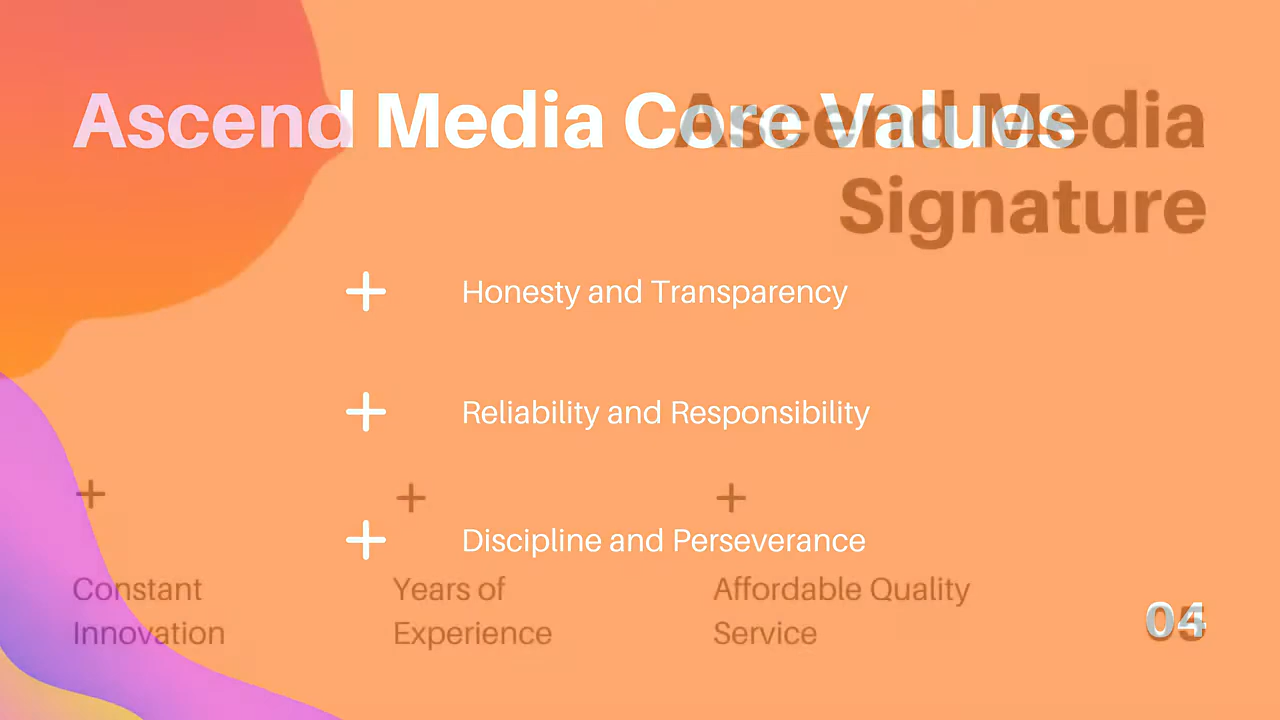 Ascend Media Core Values
Ascend Media
Signature
Honesty and Transparency
Reliability and Responsibility
Discipline and Perseverance
Constant
Innovation
Years of
Experience
Affordable Quality
Service
04
05